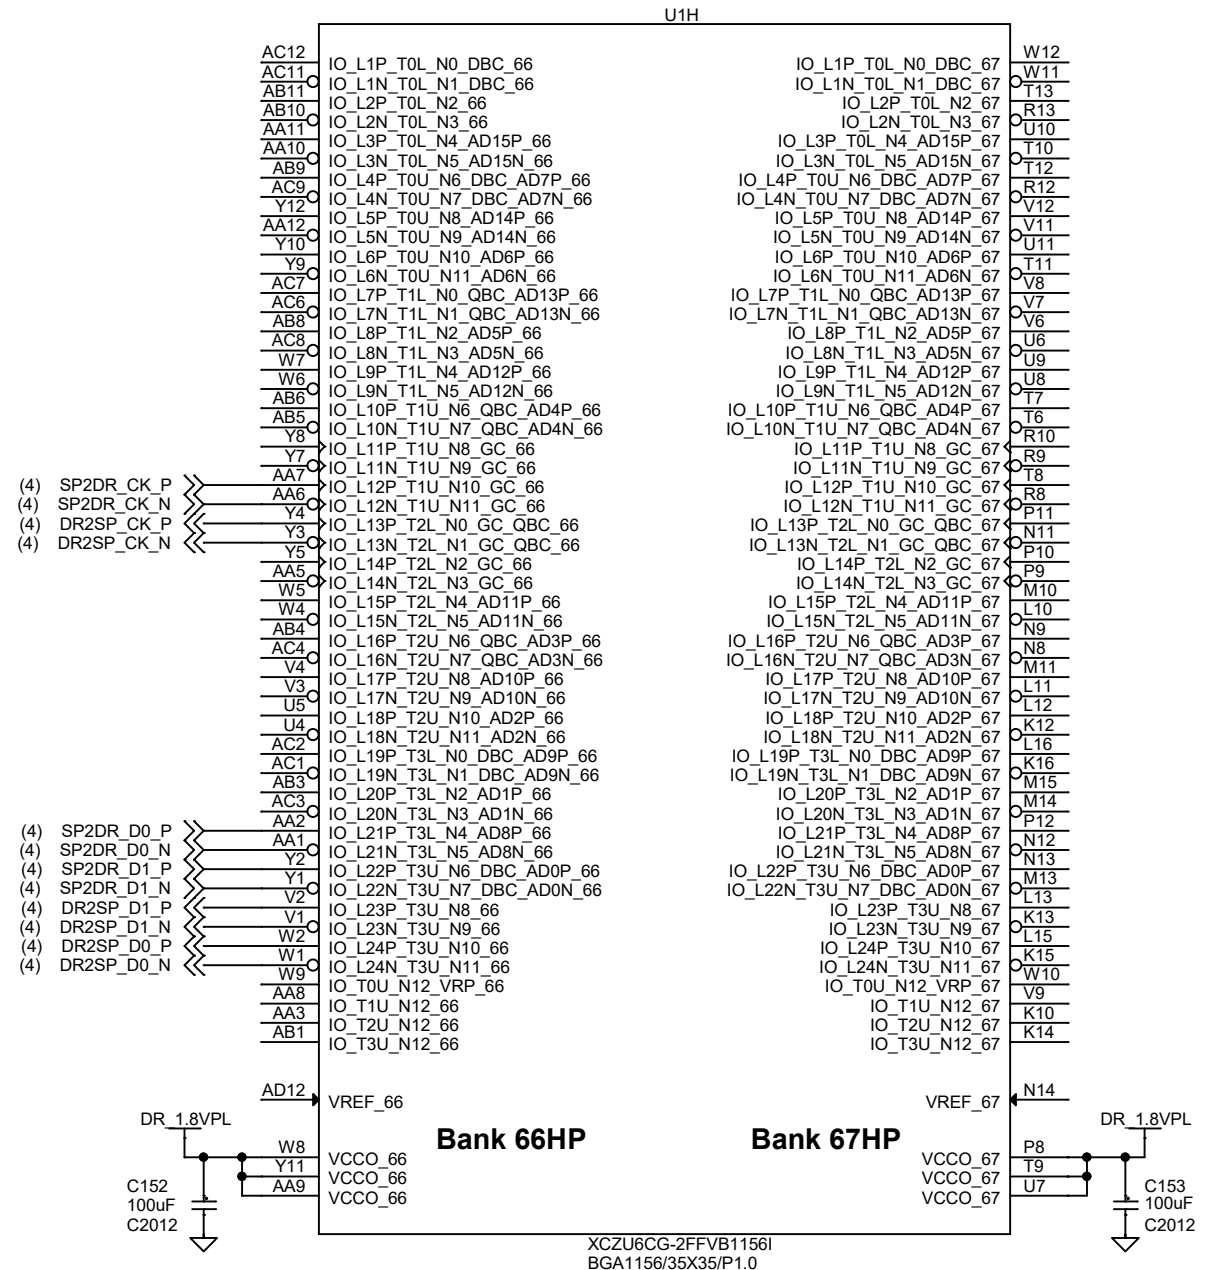 U1H
AC12 IO_L1P_T0L_N0_DBC_66 IO_L1P_T0L_N0_DBC_67 W12
AC11 IO_L1N_T0L_N1_DBC_66 IO_L1N_T0L_N1_DBC_67 W11
AB11 IO_L2P_T0L_N2_66 IO_L2P_T0L_N2_67 T13
AB10 IO_L2N_T0L_N3_66 IO_L2N_T0L_N3_67 R13
AA11 IO_L3P_T0L_N4_AD15P_66 IO_L3P_T0L_N4_AD15P_67 U10
AA10 IO_L3N_T0L_N5_AD15N_66 IO_L3N_T0L_N5_AD15N_67 T10
AB9 IO_L4P_T0U_N6_DBC_AD7P_66 IO_L4P_T0U_N6_DBC_AD7P_67 T12
AC9 IO_L4N_T0U_N7_DBC_AD7N_66 IO_L4N_T0U_N7_DBC_AD7N_67 R12
Y12 IO_L5P_T0U_N8_AD14P_66 IO_L5P_T0U_N8_AD14P_67 V12
AA12 IO_L5N_T0U_N9_AD14N_66 IO_L5N_T0U_N9_AD14N_67 V11
Y10 IO_L6P_T0U_N10_AD6P_66 IO_L6P_T0U_N10_AD6P_67 U11
Y9 IO_L6N_T0U_N11_AD6N_66 IO_L6N_T0U_N11_AD6N_67 T11
AC7 IO_L7P_T1L_N0_QBC_AD13P_66 IO_L7P_T1L_N0_QBC_AD13P_67 V8
AC6 IO_L7N_T1L_N1_QBC_AD13N_66 IO_L7N_T1L_N1_QBC_AD13N_67 V7
AB8 IO_L8P_T1L_N2_AD5P_66 IO_L8P_T1L_N2_AD5P_67 V6
AC8 IO_L8N_T1L_N3_AD5N_66 IO_L8N_T1L_N3_AD5N_67 U6
W7 IO_L9P_T1L_N4_AD12P_66 IO_L9P_T1L_N4_AD12P_67 U9
W6 IO_L9N_T1L_N5_AD12N_66 IO_L9N_T1L_N5_AD12N_67 U8
AB6 IO_L10P_T1U_N6_QBC_AD4P_66 IO_L10P_T1U_N6_QBC_AD4P_67 T7
AB5 IO_L10N_T1U_N7_QBC_AD4N_66 IO_L10N_T1U_N7_QBC_AD4N_67 T6
Y8 IO_L11P_T1U_N8_GC_66 IO_L11P_T1U_N8_GC_67 R10
Y7 IO_L11N_T1U_N9_GC_66 IO_L11N_T1U_N9_GC_67 R9
(4) SP2DR_CK_P AA7 IO_L12P_T1U_N10_GC_66 IO_L12P_T1U_N10_GC_67 T8
(4) SP2DR_CK_N AA6 IO_L12N_T1U_N11_GC_66 IO_L12N_T1U_N11_GC_67 R8
(4) DR2SP_CK_P Y4 IO_L13P_T2L_N0_GC_QBC_66 IO_L13P_T2L_N0_GC_QBC_67 P11
(4) DR2SP_CK_N Y3 IO_L13N_T2L_N1_GC_QBC_66 IO_L13N_T2L_N1_GC_QBC_67 N11
Y5 IO_L14P_T2L_N2_GC_66 IO_L14P_T2L_N2_GC_67 P10
AA5 IO_L14N_T2L_N3_GC_66 IO_L14N_T2L_N3_GC_67 P9
W5 IO_L15P_T2L_N4_AD11P_66 IO_L15P_T2L_N4_AD11P_67 M10
W4 IO_L15N_T2L_N5_AD11N_66 IO_L15N_T2L_N5_AD11N_67 L10
AB4 IO_L16P_T2U_N6_QBC_AD3P_66 IO_L16P_T2U_N6_QBC_AD3P_67 N9
AC4 IO_L16N_T2U_N7_QBC_AD3N_66 IO_L16N_T2U_N7_QBC_AD3N_67 N8
V4 IO_L17P_T2U_N8_AD10P_66 IO_L17P_T2U_N8_AD10P_67 M11
V3 IO_L17N_T2U_N9_AD10N_66 IO_L17N_T2U_N9_AD10N_67 L11
U5 IO_L18P_T2U_N10_AD2P_66 IO_L18P_T2U_N10_AD2P_67 L12
U4 IO_L18N_T2U_N11_AD2N_66 IO_L18N_T2U_N11_AD2N_67 K12
AC2 IO_L19P_T3L_N0_DBC_AD9P_66 IO_L19P_T3L_N0_DBC_AD9P_67 L16
AC1 IO_L19N_T3L_N1_DBC_AD9N_66 IO_L19N_T3L_N1_DBC_AD9N_67 K16
AB3 IO_L20P_T3L_N2_AD1P_66 IO_L20P_T3L_N2_AD1P_67 M15
AC3 IO_L20N_T3L_N3_AD1N_66 IO_L20N_T3L_N3_AD1N_67 M14
(4) SP2DR_D0_P AA2 IO_L21P_T3L_N4_AD8P_66 IO_L21P_T3L_N4_AD8P_67 P12
(4) SP2DR_D0_N AA1 IO_L21N_T3L_N5_AD8N_66 IO_L21N_T3L_N5_AD8N_67 N12
(4) SP2DR_D1_P Y2 IO_L22P_T3U_N6_DBC_AD0P_66 IO_L22P_T3U_N6_DBC_AD0P_67 N13
(4) SP2DR_D1_N Y1 IO_L22N_T3U_N7_DBC_AD0N_66 IO_L22N_T3U_N7_DBC_AD0N_67 M13
(4) DR2SP_D1_P V2 IO_L23P_T3U_N8_66 IO_L23P_T3U_N8_67 L13
(4) DR2SP_D1_N V1 IO_L23N_T3U_N9_66 IO_L23N_T3U_N9_67 K13
(4) DR2SP_D0_P W2 IO_L24P_T3U_N10_66 IO_L24P_T3U_N10_67 L15
(4) DR2SP_D0_N W1 IO_L24N_T3U_N11_66 IO_L24N_T3U_N11_67 K15
W9 IO_T0U_N12_VRP_66 IO_T0U_N12_VRP_67 W10
AA8 IO_T1U_N12_66 IO_T1U_N12_67 V9
AA3 IO_T2U_N12_66 IO_T2U_N12_67 K10
AB1 IO_T3U_N12_66 IO_T3U_N12_67 K14
AD12 VREF_66 VREF_67 N14
DR_1.8VPL DR_1.8VPL
Bank 66HP Bank 67HP
W8 VCCO_66 VCCO_67 P8
Y11 VCCO_66 VCCO_67 T9
AA9 VCCO_66 VCCO_67 U7
C152 C153
100uF 100uF
C2012 C2012
XCZU6CG-2FFVB1156I
BGA1156/35X35/P1.0